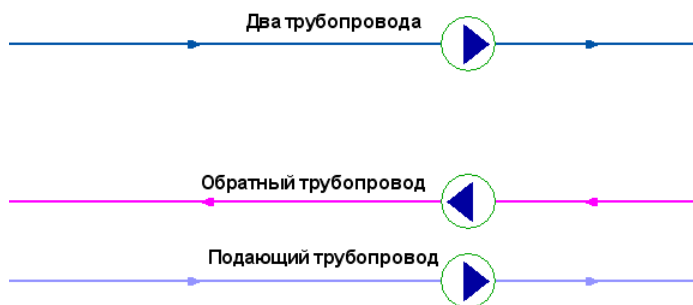 Два трубопровода
Обратный трубопровод
Подающий трубопровод